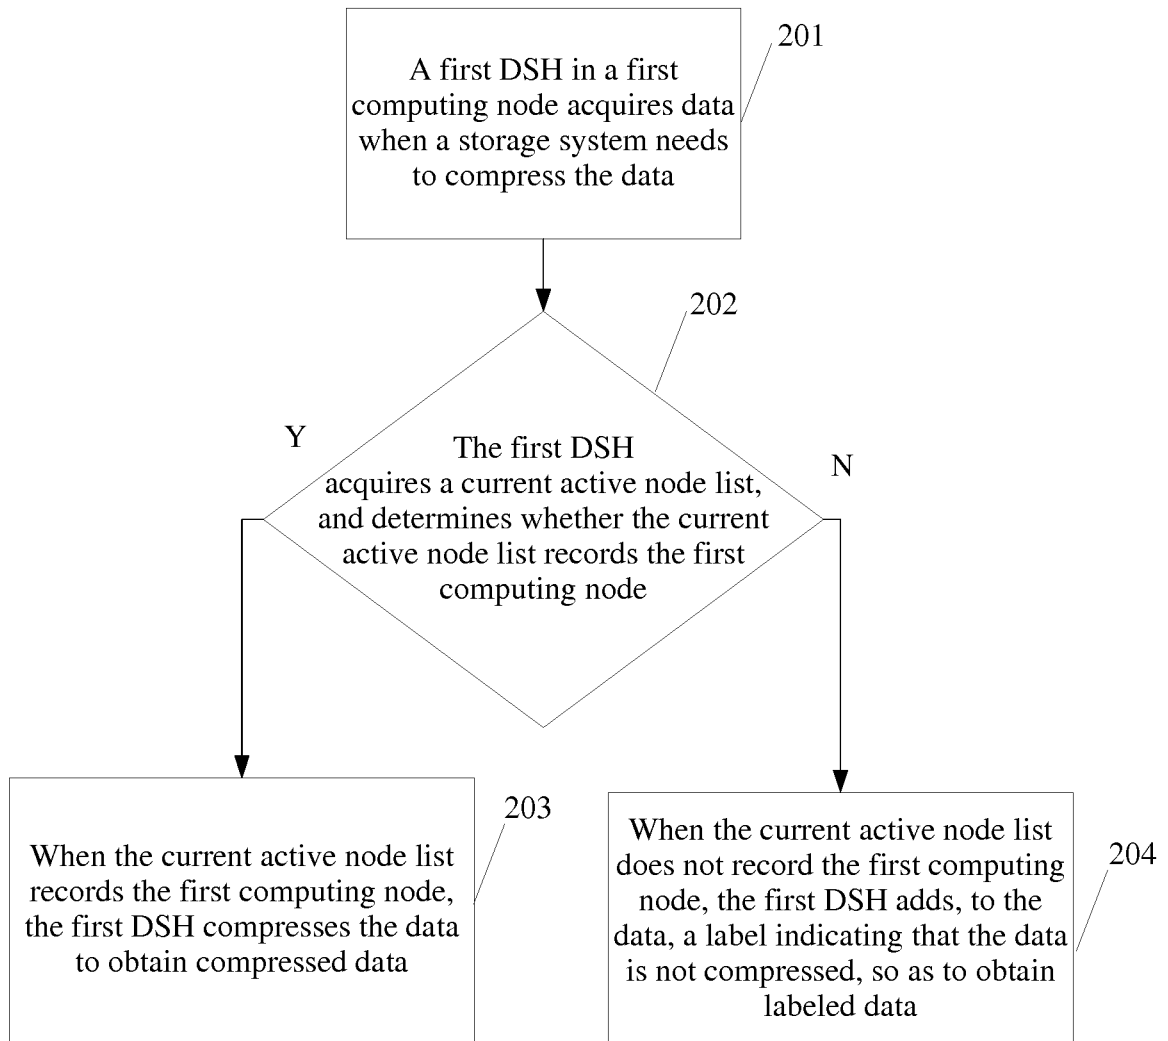 201
A first DSH in a first
computing node acquires data
when a storage system needs
to compress the data
202
Y
N
The first DSH
acquires a current active node list,
and determines whether the current
active node list records the first
computing node
203
When the current active node list
records the first computing node,
the first DSH compresses the data
to obtain compressed data
204
When the current active node list
does not record the first computing
node, the first DSH adds, to the
data, a label indicating that the data
is not compressed, so as to obtain
labeled data